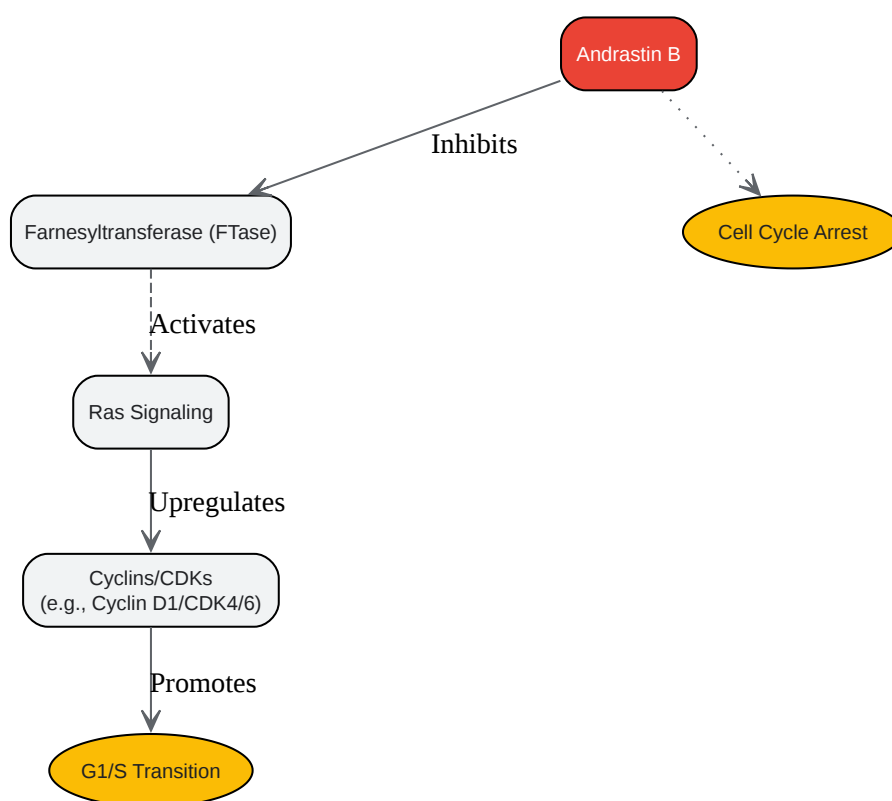 Andrastin B
Inhibits
Farnesyltransferase (FTase)
Cell Cycle Arrest
Activates
Ras Signaling
Upregulates
Cyclins/CDKs
(e.g., Cyclin D1/CDK4/6)
Promotes
G1/S Transition